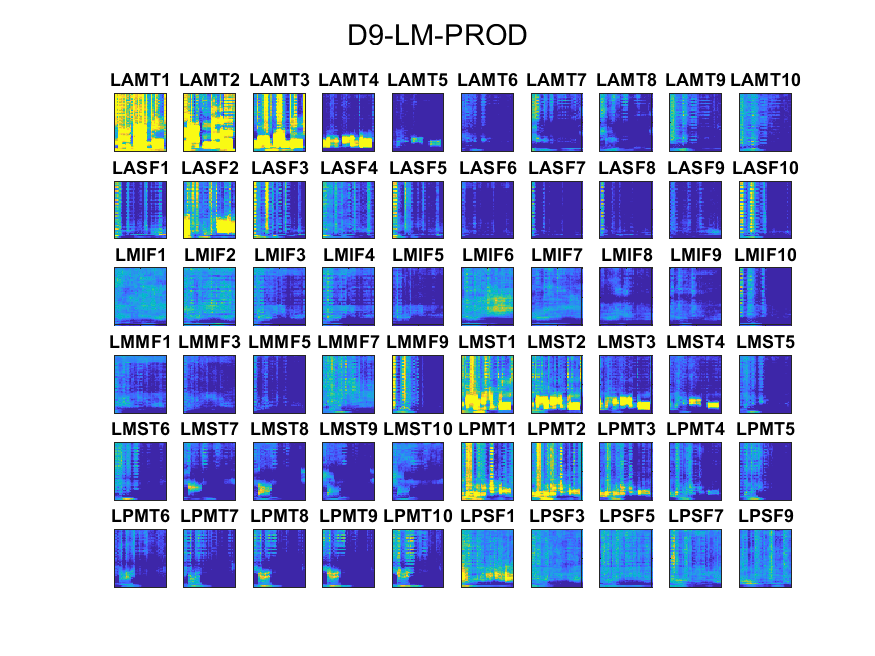 D9-LM-PROD
LAMT1 LAMT2 LAMT3 LAMT4 LAMT5 LAMT6 LAMT7 LAMT8 LAMT9 LAMT10
LASF1 LASF2 LASF3 LASF4 LASF5 LASF6 LASF7 LASF8 LASF9 LASF10
LMIF1 LMIF2 LMIF3 LMIF4 LMIF5 LMIF6 LMIF7 LMIF8 LMIF9 LMIF10
LMMF1 LMMF3 LMMF5 LMMF7 LMMF9 LMST1 LMST2 LMST3 LMST4 LMST5
LMST6 LMST7 LMST8 LMST9 LMST10 LPMT1 LPMT2 LPMT3 LPMT4 LPMT5
LPMT6 LPMT7 LPMT8 LPMT9 LPMT10 LPSF1 LPSF3 LPSF5 LPSF7 LPSF9